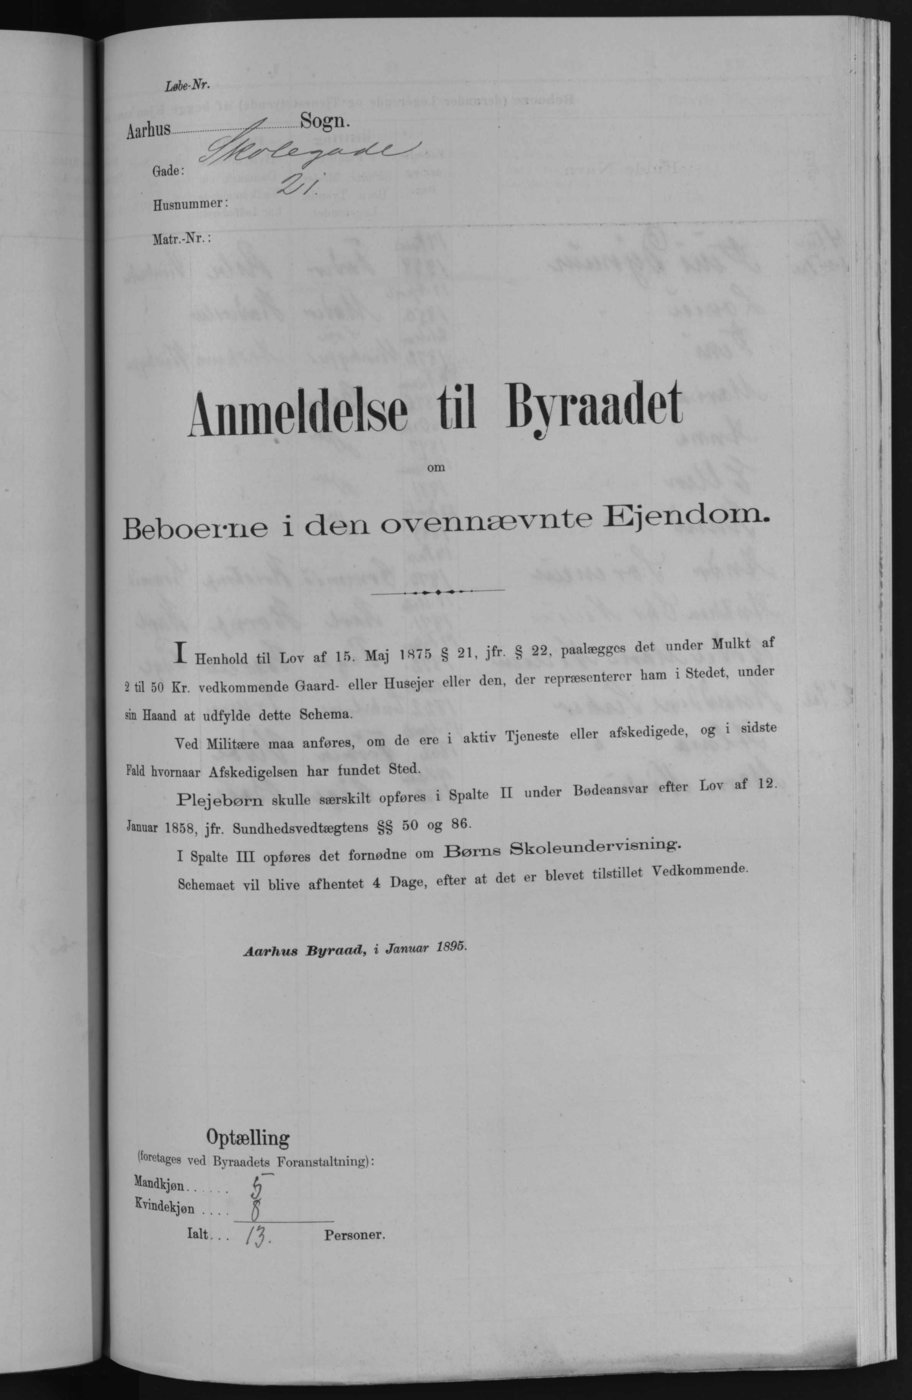 Løbe-Nr.
Aarhus Sogn.
Gade: Skolegade
Husnummer: 21.
Matr.-Nr.:
Anmeldelse til Byraadet
om
Beboerne i den ovennævnte Ejendom.
I Henhold til Lov af 15. Maj 1875 § 21, jfr. § 22, paalægges det under Mulkt af
2 til 50 Kr. vedkommende Gaard- eller Husejer eller den, der repræsenterer ham i Stedet, under
sin Haand at udfylde dette Schema.
Ved Militære maa anføres, om de ere i aktiv Tjeneste eller afskedigede, og i sidste
Fald hvornaar Afskedigelsen har fundet Sted.
Plejebørn skulle særskilt opføres i Spalte II under Bødeansvar efter Lov af 12.
Januar 1858, jfr. Sundhedsvedtægtens §§ 50 og 86.
I Spalte III opføres det fornødne om Børns Skoleundervisning.
Schemaet vil blive afhentet 4 Dage, efter at det er blevet tilstillet Vedkommende.
Aarhus Byraad, i Januar 1895.
Optælling
(foretages ved Byraadets Foranstaltning):
Mandkjøn...... 5
Kvindekjøn .... 8
Ialt... 13. Personer.